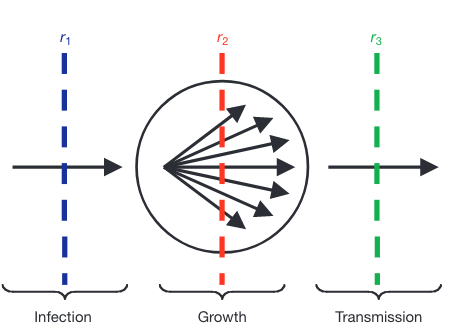 r₁
r₂
r₃
Infection
Growth
Transmission